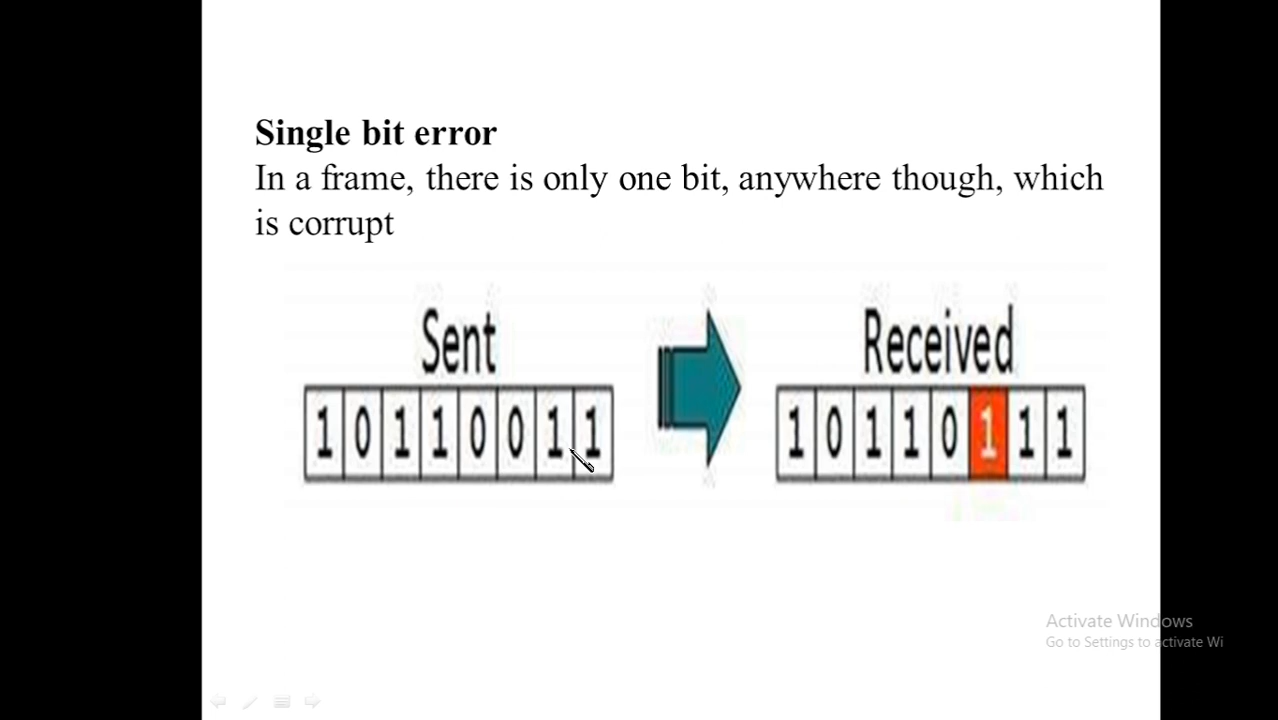 Single bit error
In a frame, there is only one bit, anywhere though, which
is corrupt
Sent
Received
1 0 1 1 0 0 1 1
1 0 1 1 0 1 1 1
Activate Windows
Go to Settings to activate Wi